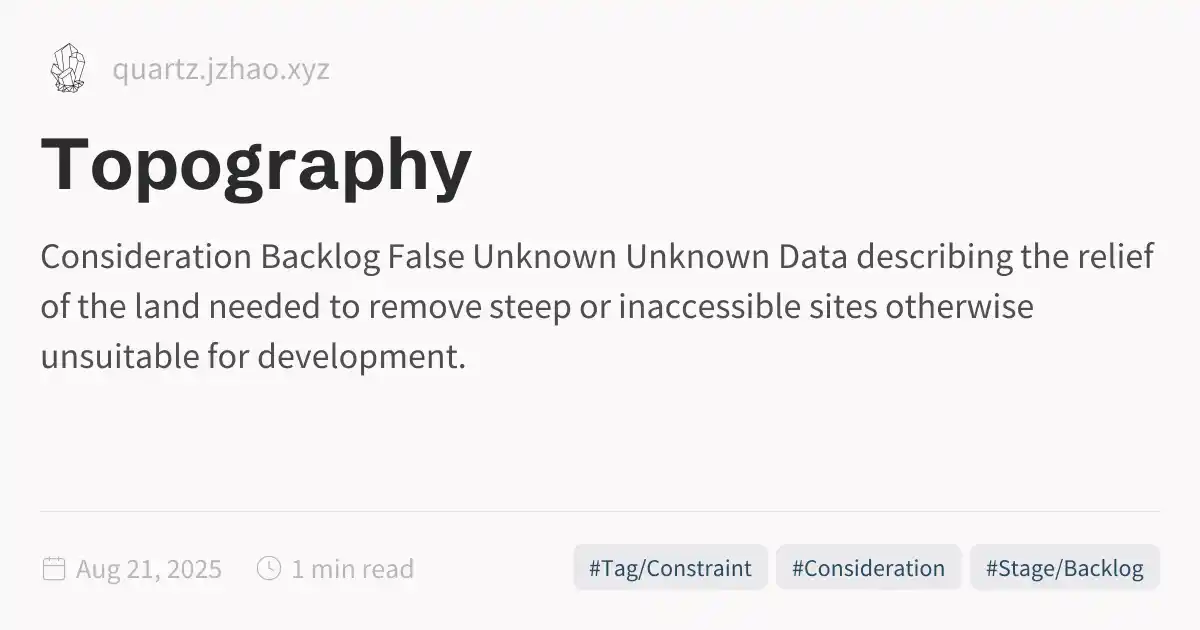 quartz.jzhao.xyz
Topography
Consideration Backlog False Unknown Unknown Data describing the relief
of the land needed to remove steep or inaccessible sites otherwise
unsuitable for development.
Aug 21, 2025 1 min read #Tag/Constraint #Consideration #Stage/Backlog